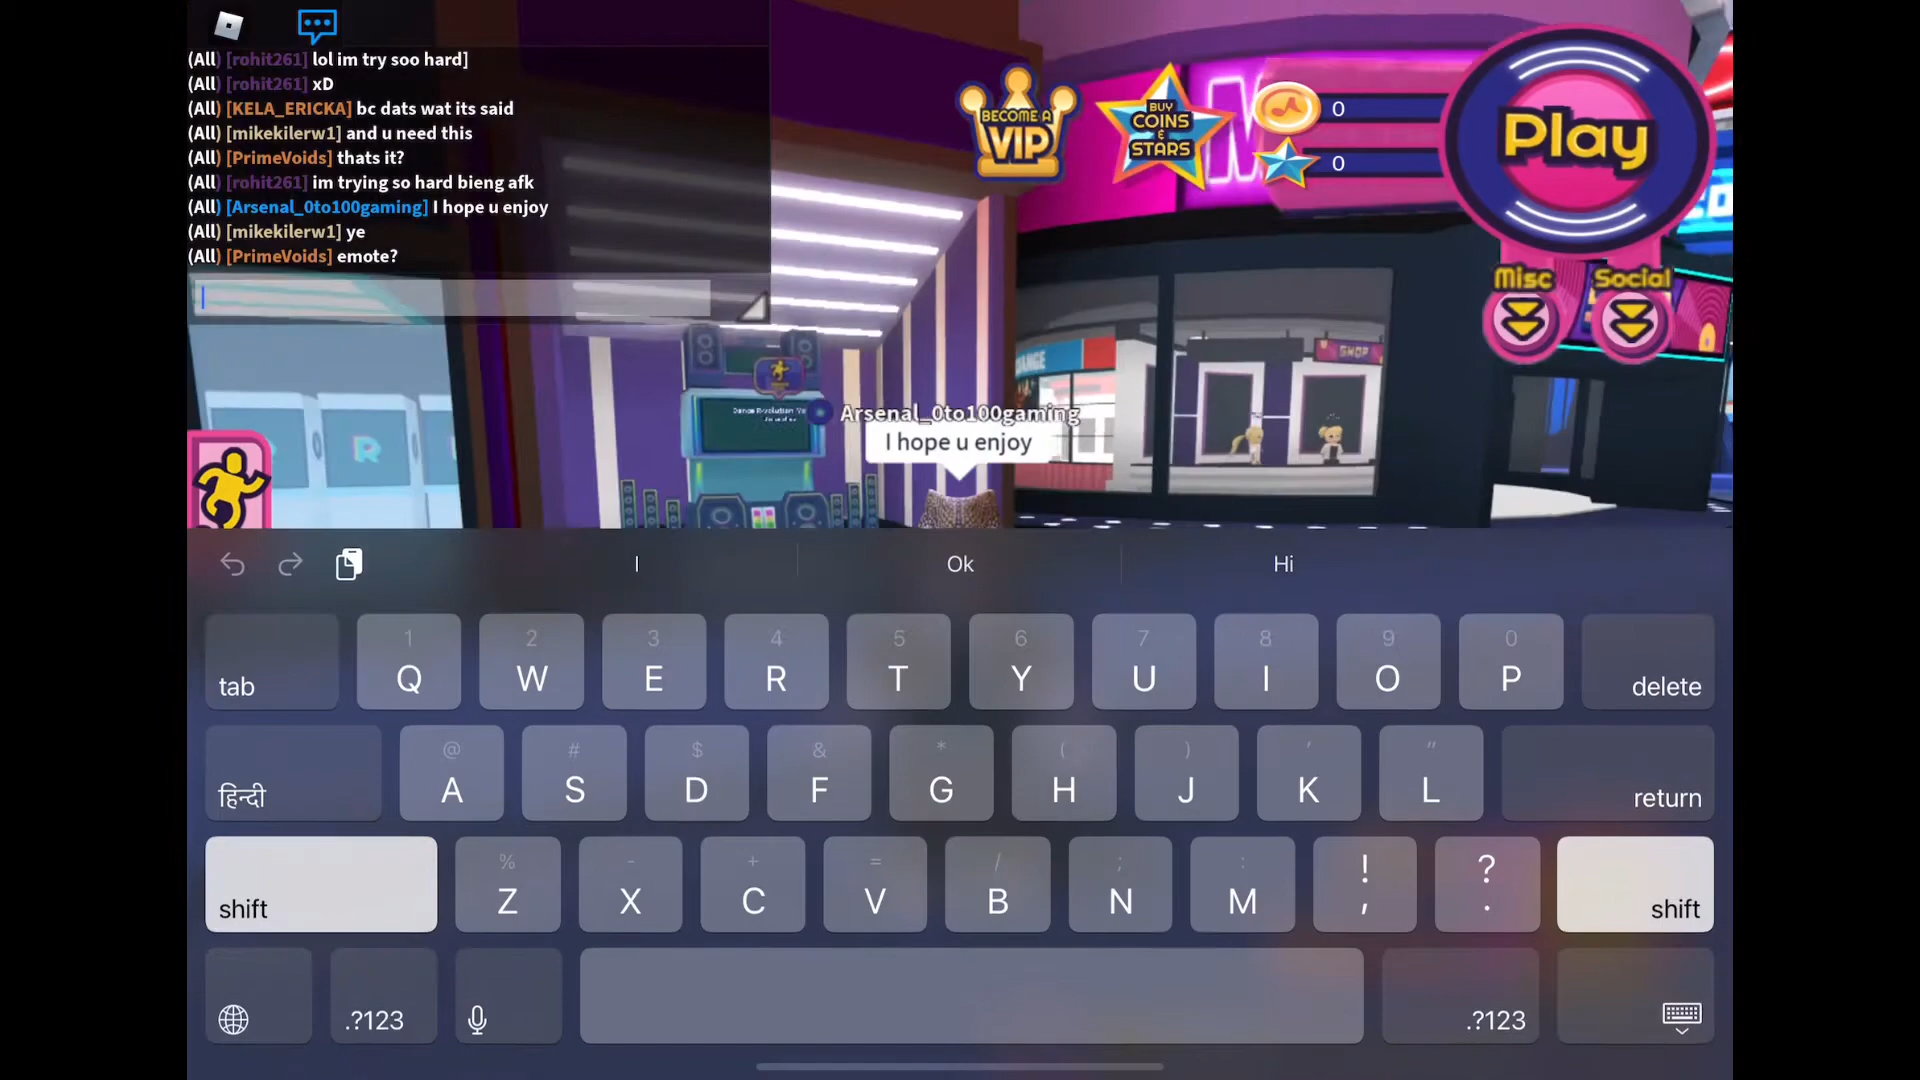 (All) [rohit261] lol im try soo hard]
(All) [rohit261] xD
(All) [KELA_ERICKA] bc dats wat its said
(All) [mikekilerw1] and u need this
(All) [PrimeVoids] thats it?
(All) [rohit261] im trying so hard bieng afk
(All) [Arsenal_0to100gaming] I hope u enjoy
(All) [mikekilerw1] ye
(All) [PrimeVoids] emote?
BECOME A
VIP
BUY
COINS
&
STARS
0
0
Play
Misc
Social
SHOP
Arsenal_0to100gaming
I hope u enjoy
I Ok Hi
1 2 3 4 5 6 7 8 9 0
tab Q W E R T Y U I O P delete
@ # $ & * ( ) ' "
हिन्दी A S D F G H J K L return
% - + = / ; : ! ?
shift Z X C V B N M , . shift
.?123 .?123